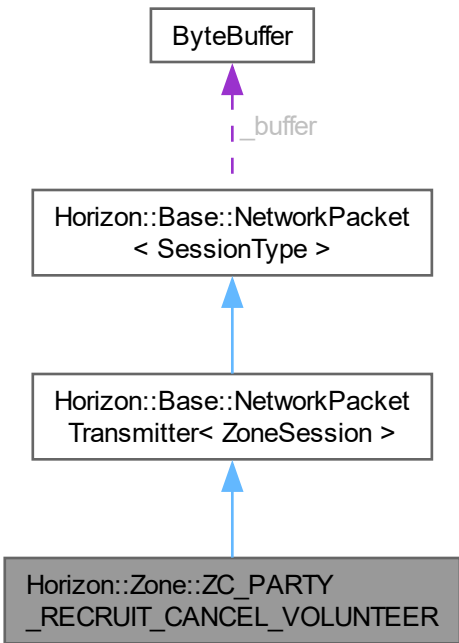 ByteBuffer
_buffer
Horizon::Base::NetworkPacket
< SessionType >
Horizon::Base::NetworkPacket
Transmitter< ZoneSession >
Horizon::Zone::ZC_PARTY
_RECRUIT_CANCEL_VOLUNTEER